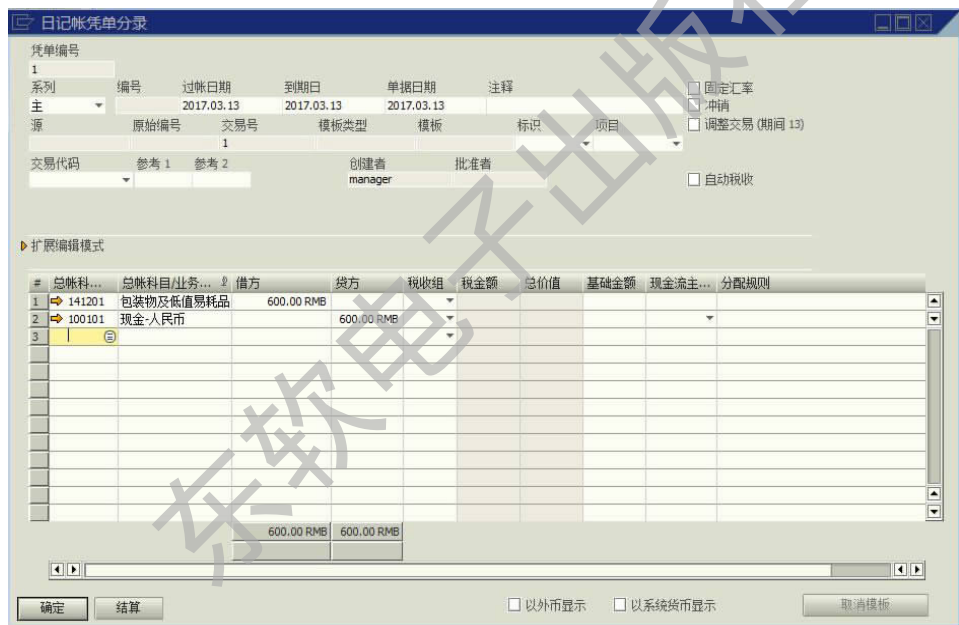 日记帐凭单分录
凭单编号
1
系列 编号 过帐日期 到期日 单据日期 注释 固定汇率
主 2017.03.13 2017.03.13 2017.03.13 冲销
源 原始编号 交易号 模板类型 模板 标识 项目 调整交易 (期间 13)
1
交易代码 参考 1 参考 2 创建者 批准者
manager 自动税收
扩展编辑模式
# 总帐科... 总帐科目/业务... 借方 贷方 税收组 税金额 总价值 基础金额 现金流主... 分配规则
1 141201 包装物及低值易耗品 600.00 RMB
2 100101 现金-人民币 600.00 RMB
3
600.00 RMB 600.00 RMB
确定 结算 以外币显示 以系统货币显示 取消模板
东软电子出版社